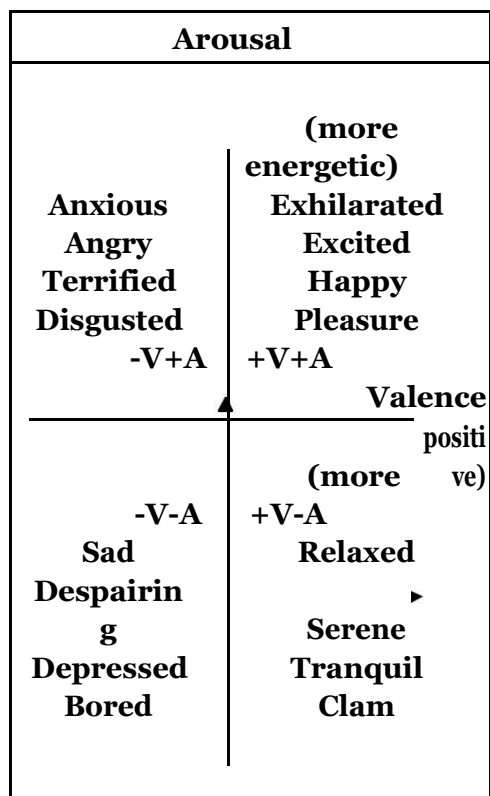 Arousal
(more
energetic)
Anxious Exhilarated
Angry Excited
Terrified Happy
Disgusted Pleasure
-V+A +V+A
Valence
positi
(more ve)
-V-A +V-A
Sad Relaxed
Despairin
g Serene
Depressed Tranquil
Bored Clam